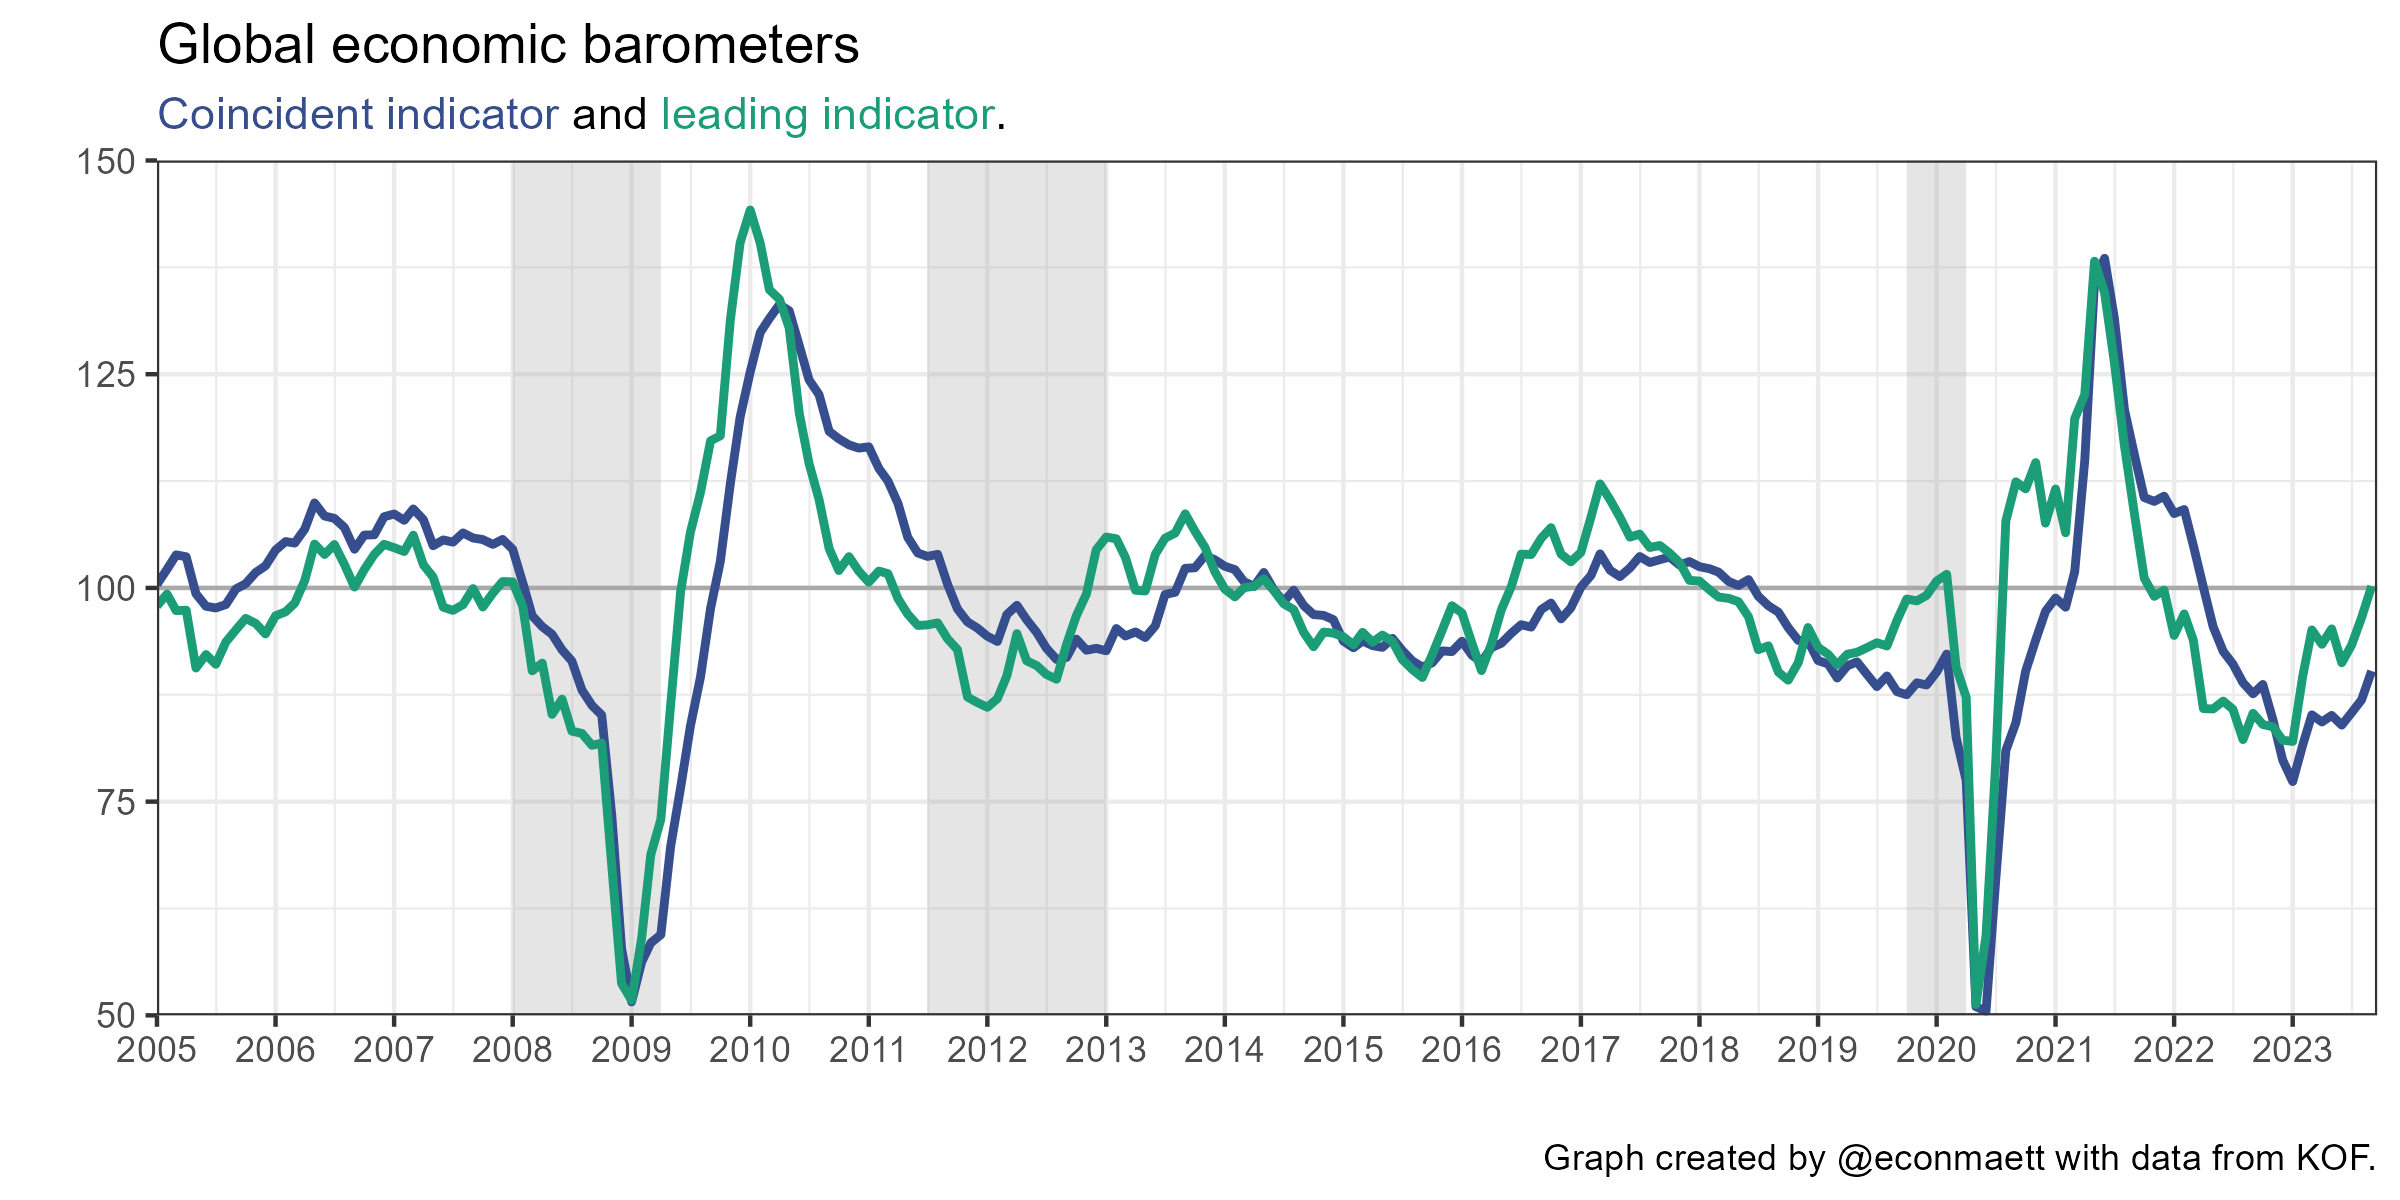 Global economic barometers
Coincident indicator and leading indicator.
150
125
100
75
50
2005 2006 2007 2008 2009 2010 2011 2012 2013 2014 2015 2016 2017 2018 2019 2020 2021 2022 2023
Graph created by @econmaett with data from KOF.